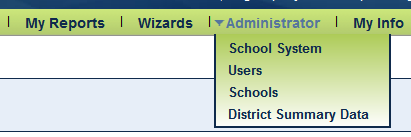 My Reports | Wizards | Administrator | My Info
School System
Users
Schools
District Summary Data